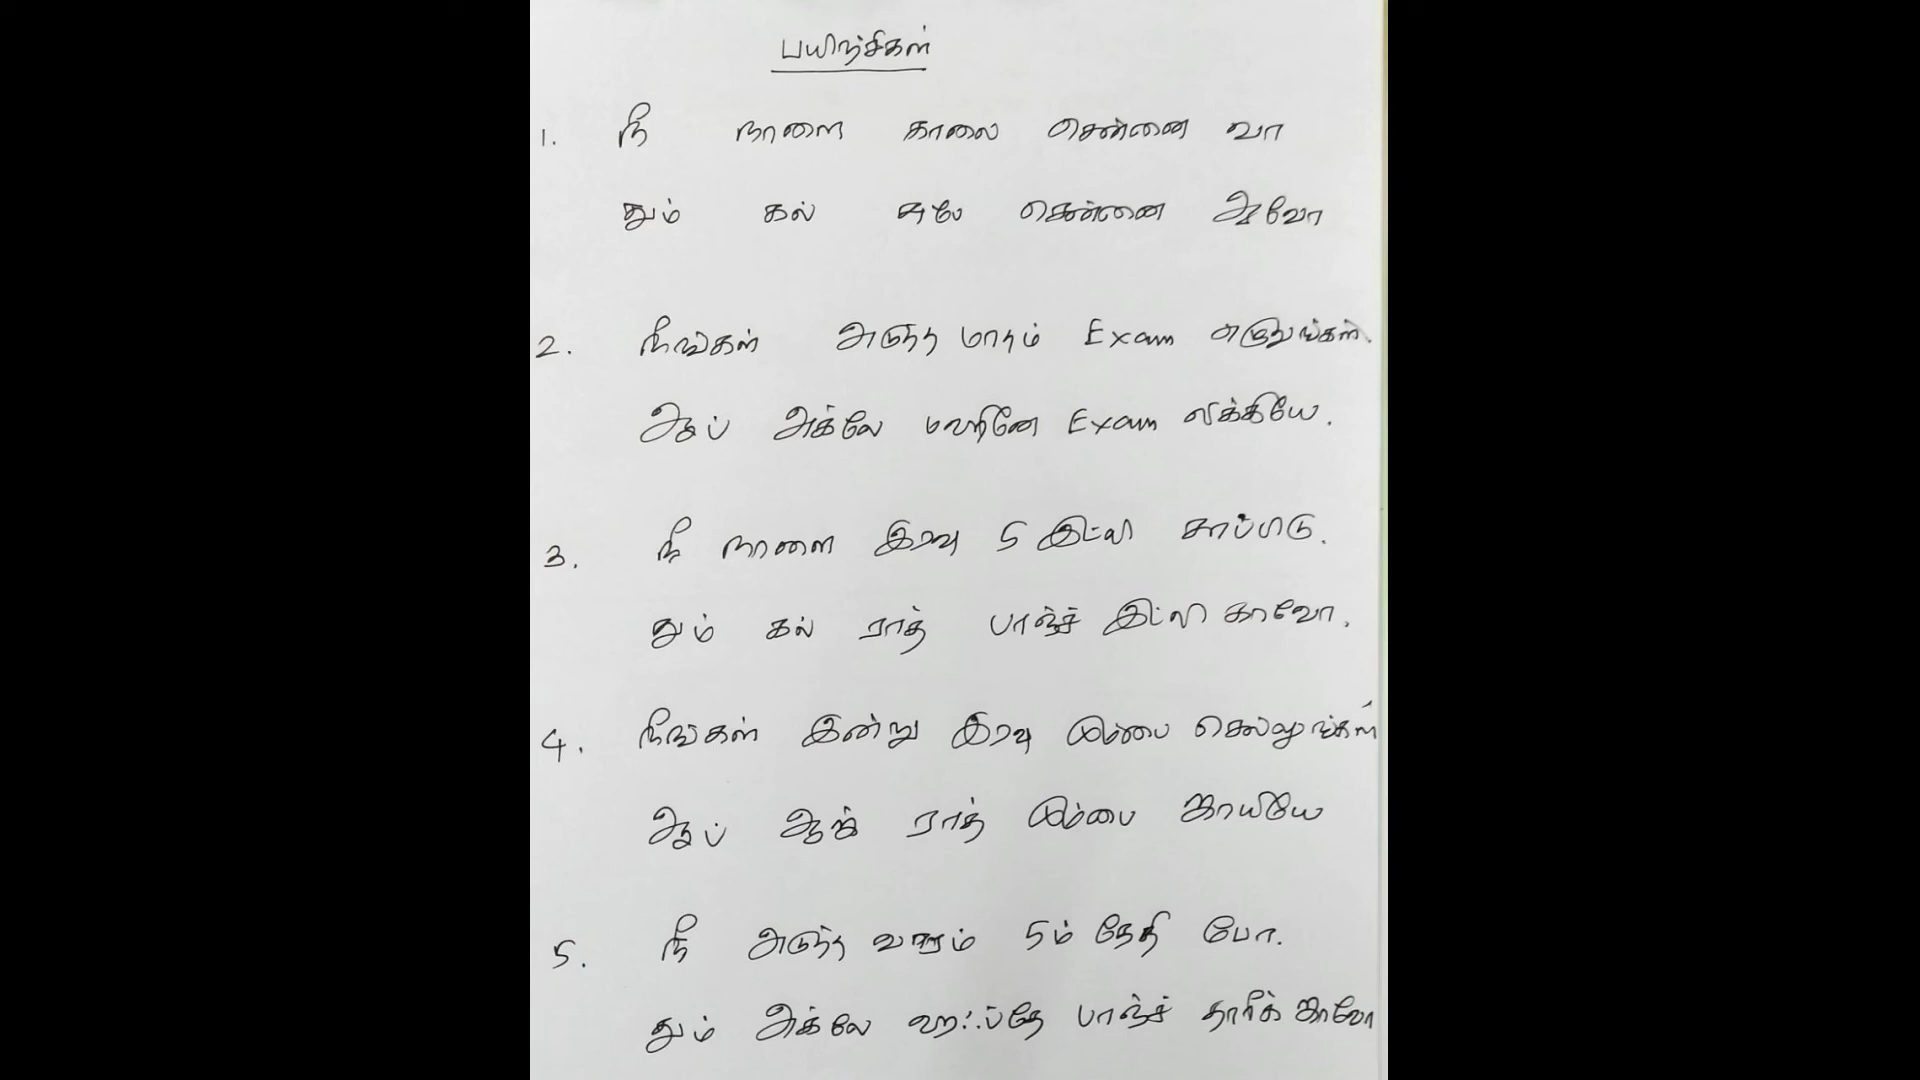 பயிற்சிகள்
1. நீ நாளை காலை சென்னை வா
தும் கல் சுபே சென்னை ஆவோ
2. நீங்கள் அடுத்த மாதம் Exam எழுதுங்கள்.
ஆப் அக்லே மஹினே Exam லிக்கியே.
3. நீ நாளை இரவு 5 இட்லி சாப்பிடு.
தும் கல் ராத் பாஞ்ச் இட்லி காவோ.
4. நீங்கள் இன்று இரவு மும்பை செல்லுங்கள்
ஆப் ஆஜ் ராத் மும்பை ஜாயியே
5. நீ அடுத்த வாரம் 5ம் தேதி போ.
தும் அக்லே ஹஃப்தே பாஞ்ச் தாரீக் ஜாவோ